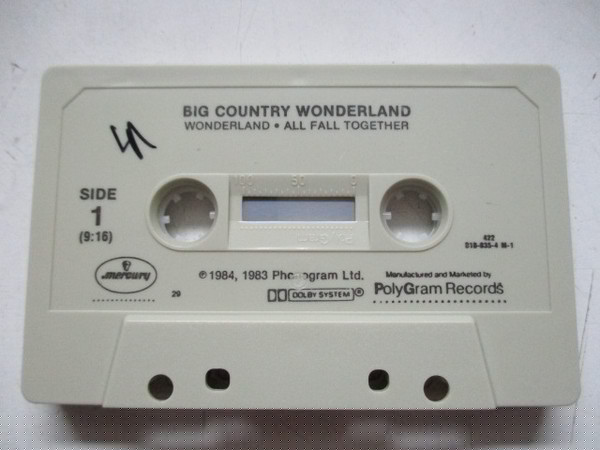 BIG COUNTRY WONDERLAND
WONDERLAND • ALL FALL TOGETHER
SIDE
1
(9:16)
100 50 0
422
818-835-4 M-1
mercury
29
℗1984, 1983 Phonogram Ltd.
DOLBY SYSTEM ®
Manufactured and Marketed by
PolyGram Records